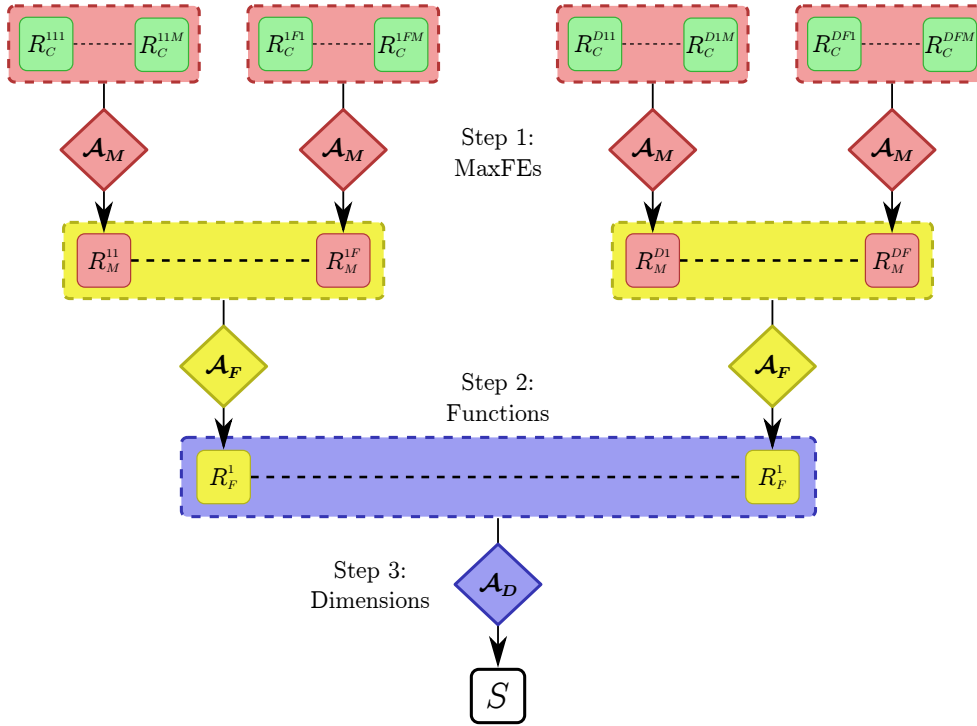 R_C^{111} R_C^{11M} R_C^{1F1} R_C^{1FM} R_C^{D11} R_C^{D1M} R_C^{DF1} R_C^{DFM}
𝓐_M 𝓐_M Step 1: 𝓐_M 𝓐_M
MaxFEs
R_M^{11} R_M^{1F} R_M^{D1} R_M^{DF}
𝓐_F 𝓐_F
Step 2:
Functions
R_F^1 R_F^1
Step 3:
Dimensions
𝓐_D
S